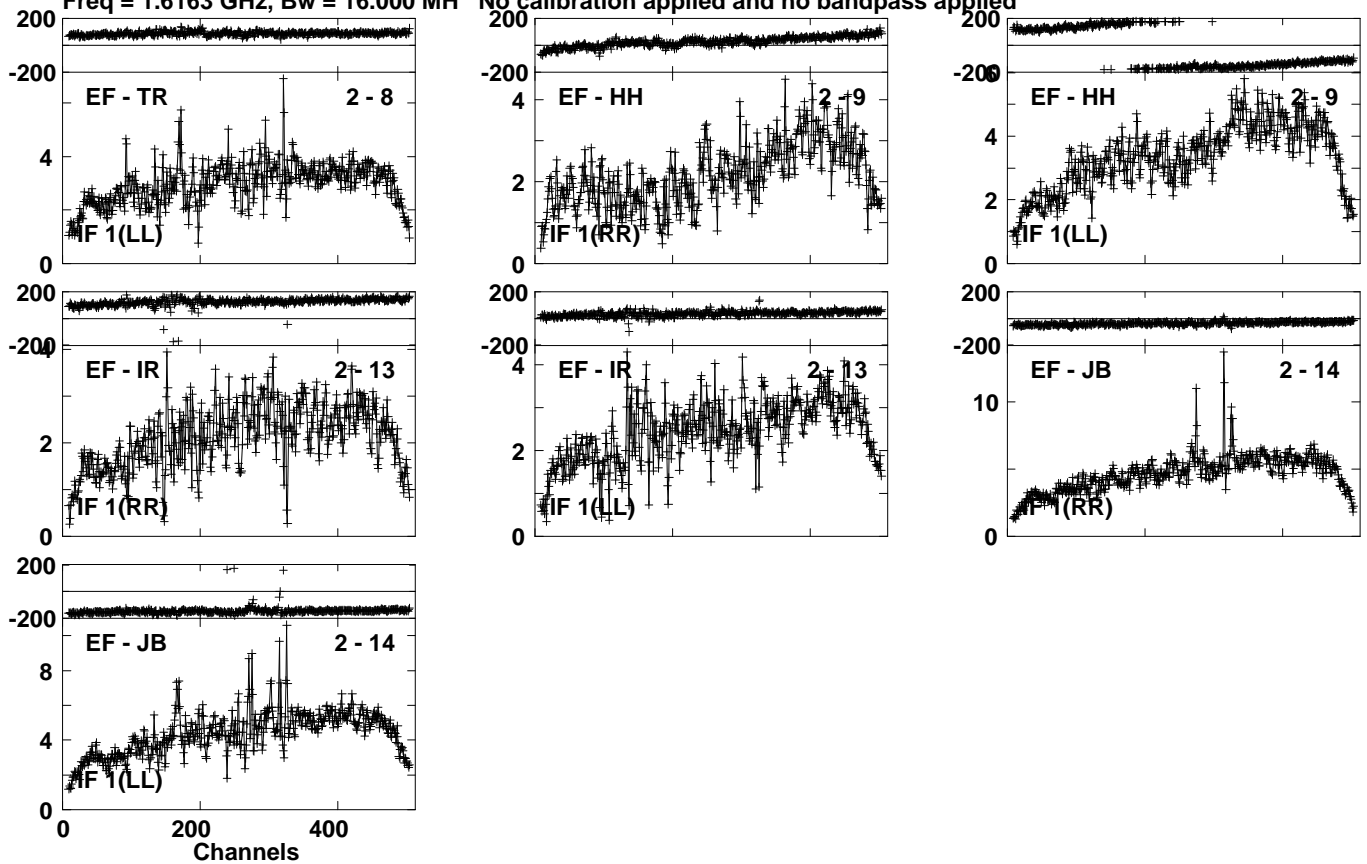 Freq = 1.6163 GHz, Bw = 16.000 MH No calibration applied and no bandpass applied
200
-200
EF - TR 2 - 8
4
0
IF 1(LL)
200
-200
EF - HH 2 - 9
4
2
0
IF 1(RR)
200
-200
6
EF - HH 2 - 9
4
2
0
IF 1(LL)
200
-200
4
EF - IR 2 - 13
2
0
IF 1(RR)
200
-200
4
EF - IR 2 - 13
2
0
IF 1(LL)
200
-200
EF - JB 2 - 14
10
0
IF 1(RR)
200
-200
EF - JB 2 - 14
8
4
0
IF 1(LL)
0 200 400
Channels